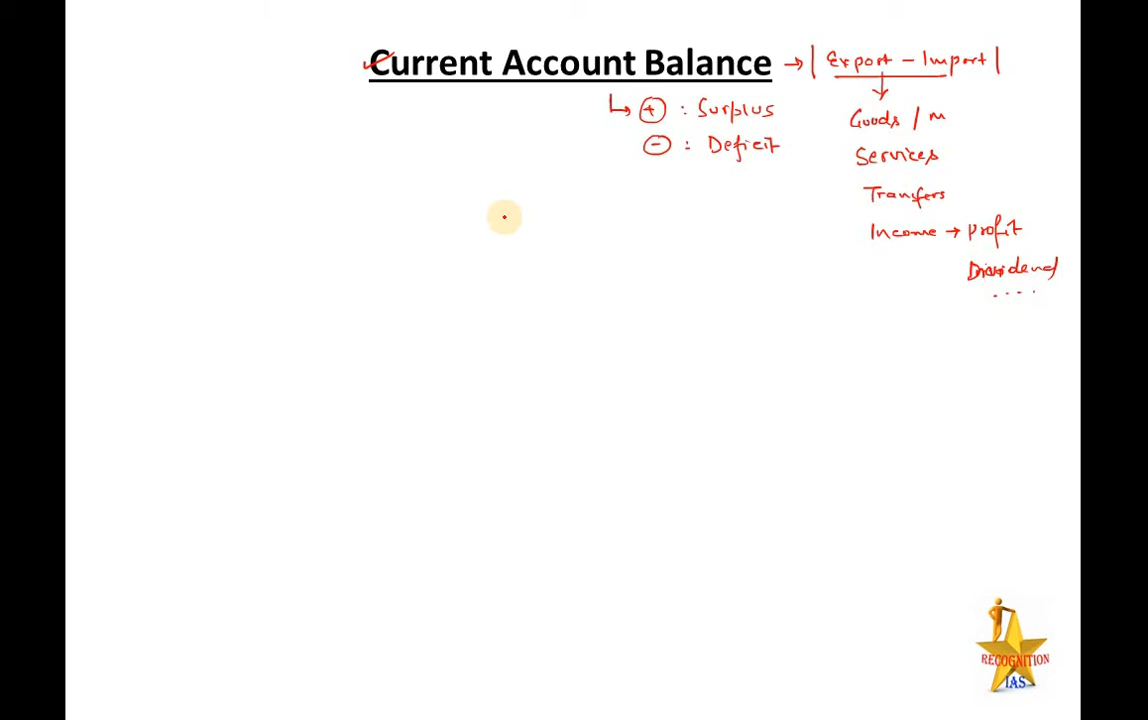 Current Account Balance → | Export - Import |
+ : Surplus
- : Deficit
Goods / m
Services
Transfers
Income → Profit
Dividend
....
RECOGNITION
IAS